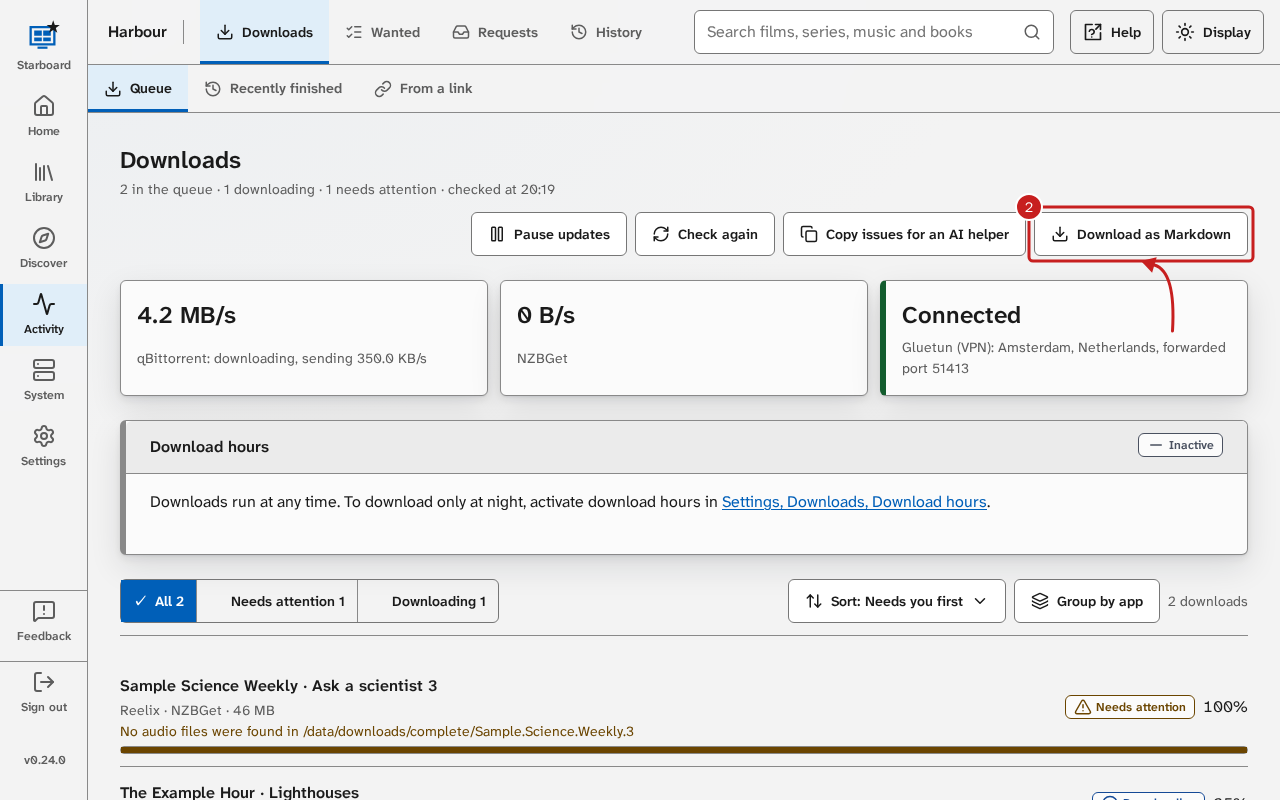 Starboard
Home
Library
Discover
Activity
System
Settings
Feedback
Sign out
v0.24.0
Harbour
Downloads
Wanted
Requests
History
Search films, series, music and books
Help
Display
Queue
Recently finished
From a link
Downloads
2 in the queue · 1 downloading · 1 needs attention · checked at 20:19
Pause updates
Check again
Copy issues for an AI helper
2
Download as Markdown
4.2 MB/s
qBittorrent: downloading, sending 350.0 KB/s
0 B/s
NZBGet
Connected
Gluetun (VPN): Amsterdam, Netherlands, forwarded
port 51413
Download hours
Inactive
Downloads run at any time. To download only at night, activate download hours in Settings, Downloads, Download hours.
All 2
Needs attention 1
Downloading 1
Sort: Needs you first
Group by app
2 downloads
Sample Science Weekly · Ask a scientist 3
Reelix · NZBGet · 46 MB
No audio files were found in /data/downloads/complete/Sample.Science.Weekly.3
Needs attention
100%
The Example Hour · Lighthouses